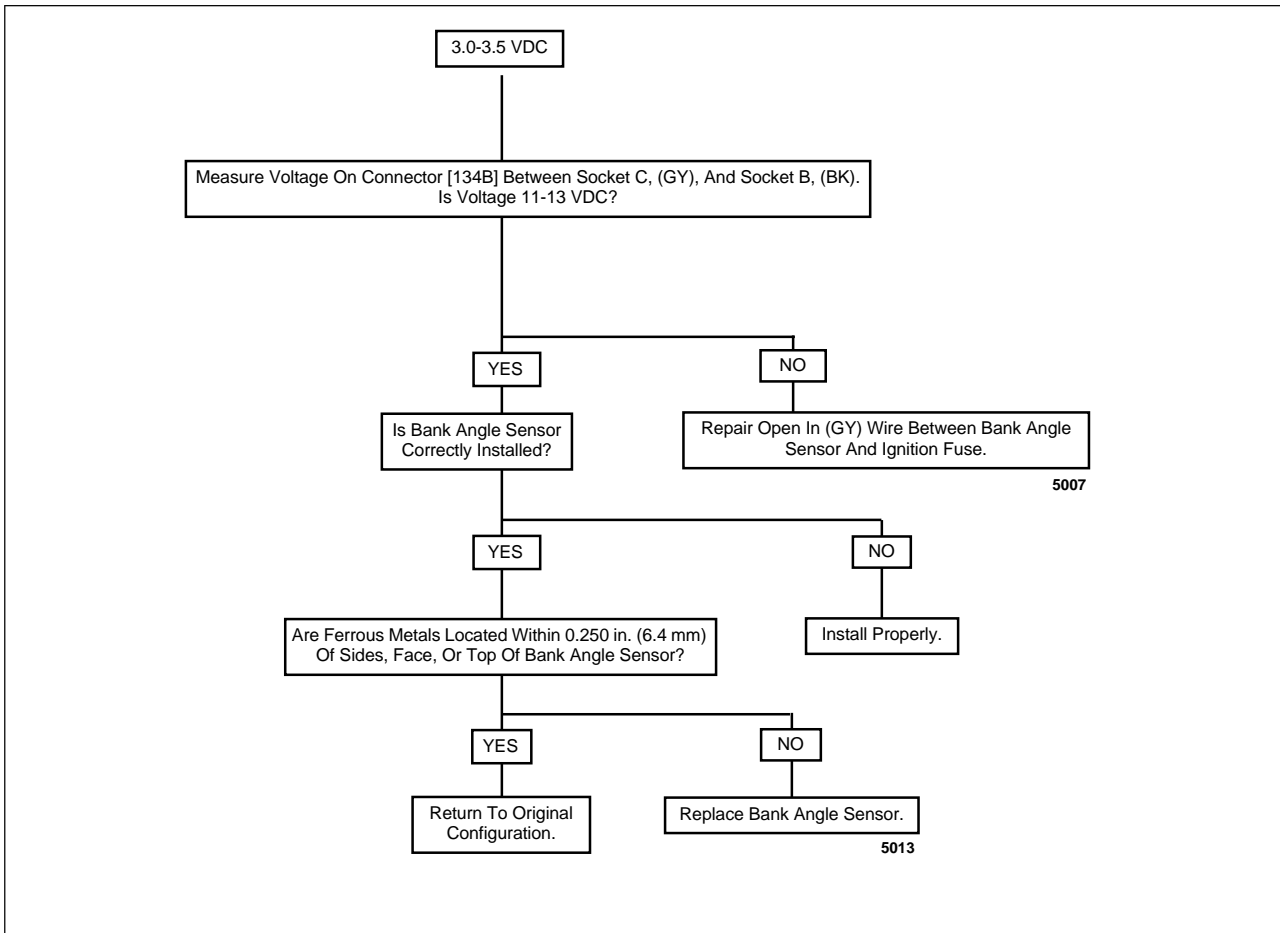 3.0-3.5 VDC
Measure Voltage On Connector [134B] Between Socket C, (GY), And Socket B, (BK).
Is Voltage 11-13 VDC?
YES
NO
Is Bank Angle Sensor
Correctly Installed?
Repair Open In (GY) Wire Between Bank Angle
Sensor And Ignition Fuse.
5007
YES
NO
Are Ferrous Metals Located Within 0.250 in. (6.4 mm)
Of Sides, Face, Or Top Of Bank Angle Sensor?
Install Properly.
YES
NO
Return To Original
Configuration.
Replace Bank Angle Sensor.
5013